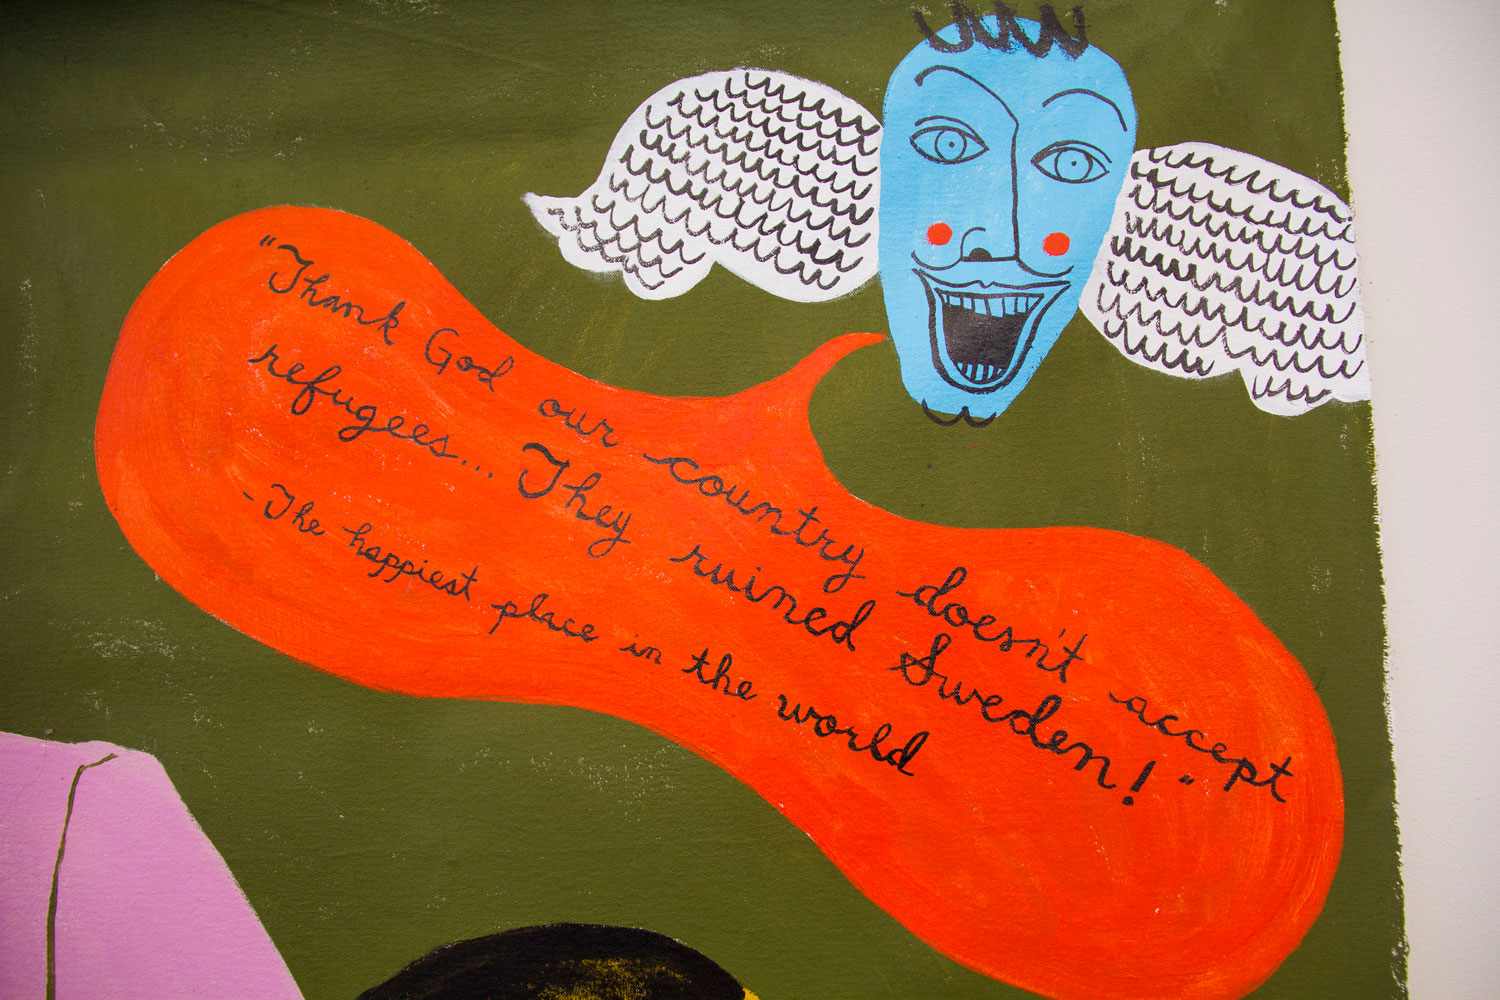 "Thank God our country doesn't accept
refugees... They ruined Sweden!"
- The happiest place in the world